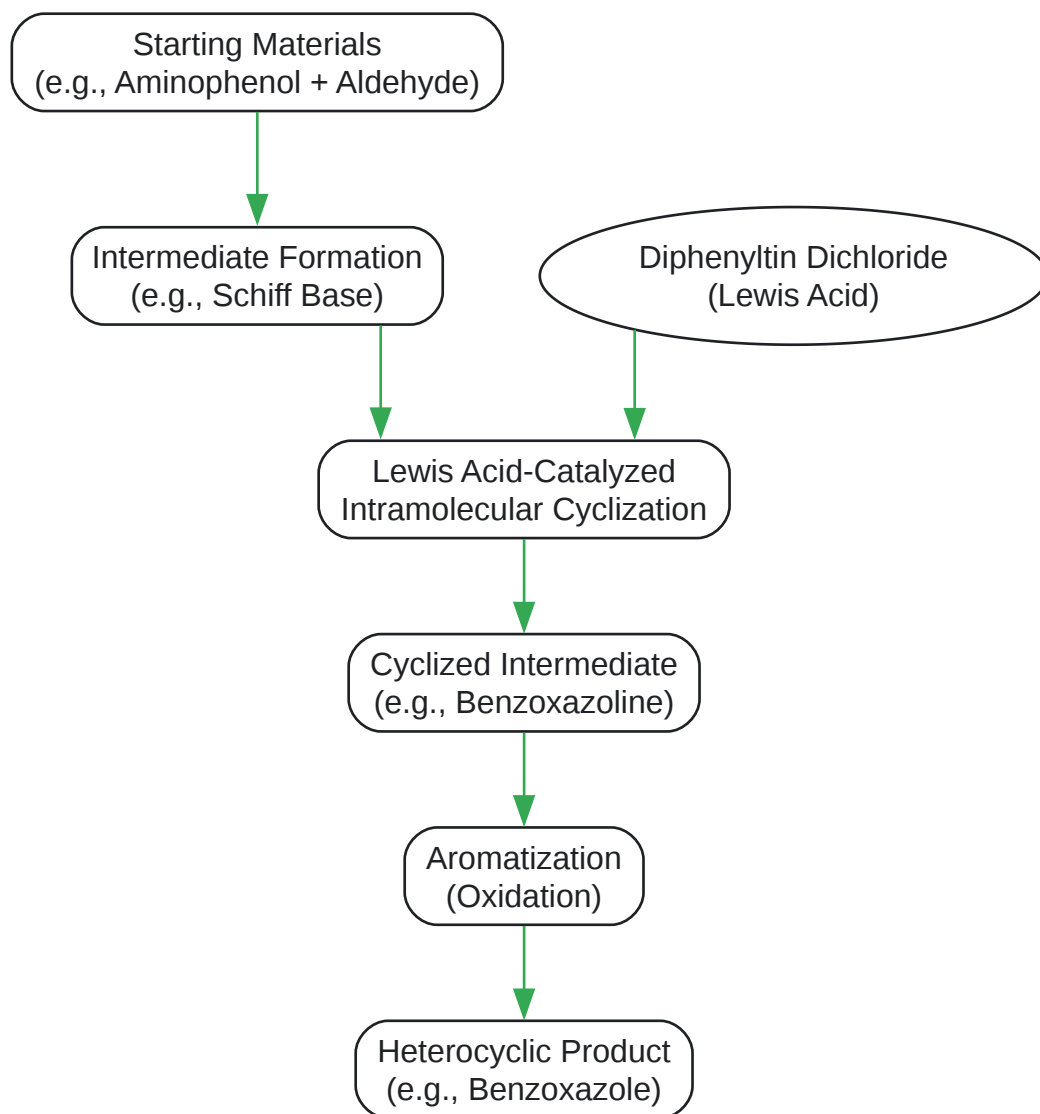 Starting Materials
(e.g., Aminophenol + Aldehyde)
Intermediate Formation
(e.g., Schiff Base)
Diphenyltin Dichloride
(Lewis Acid)
Lewis Acid-Catalyzed
Intramolecular Cyclization
Cyclized Intermediate
(e.g., Benzoxazoline)
Aromatization
(Oxidation)
Heterocyclic Product
(e.g., Benzoxazole)